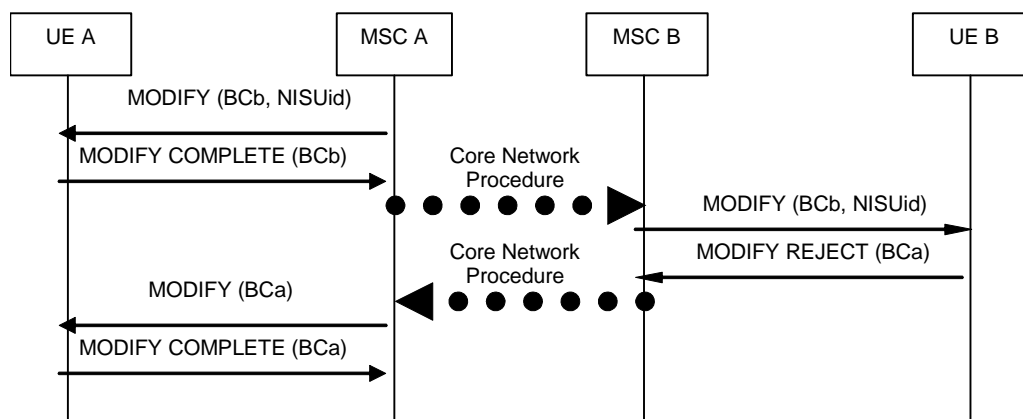 UE A
MSC A
MSC B
UE B
MODIFY (BCb, NISUid)
MODIFY COMPLETE (BCb)
Core Network
Procedure
MODIFY (BCb, NISUid)
MODIFY REJECT (BCa)
Core Network
Procedure
MODIFY (BCa)
MODIFY COMPLETE (BCa)